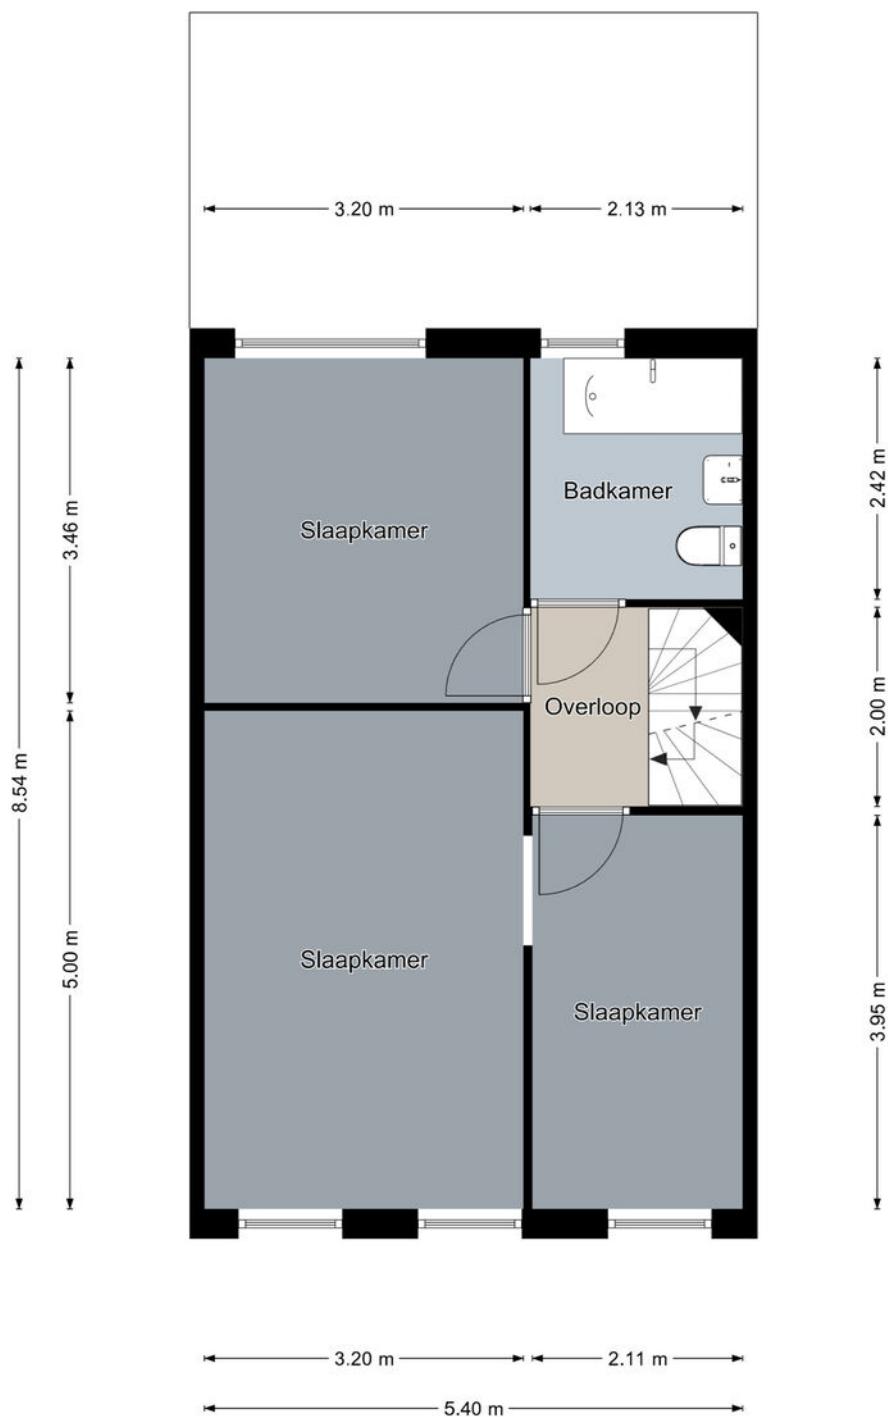 3.20 m
2.13 m
3.46 m
2.42 m
Badkamer
Slaapkamer
8.54 m
2.00 m
Overloop
5.00 m
Slaapkamer
3.95 m
Slaapkamer
3.20 m
2.11 m
5.40 m